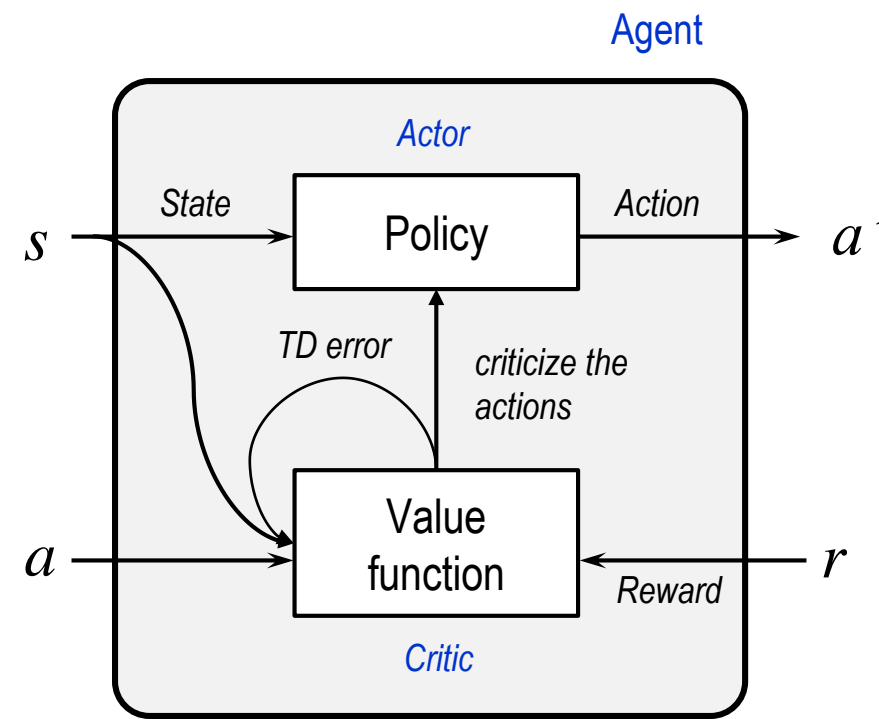 Agent
Actor
State
Action
s
Policy
a'
TD error
criticize the
actions
Value
function
a
r
Reward
Critic